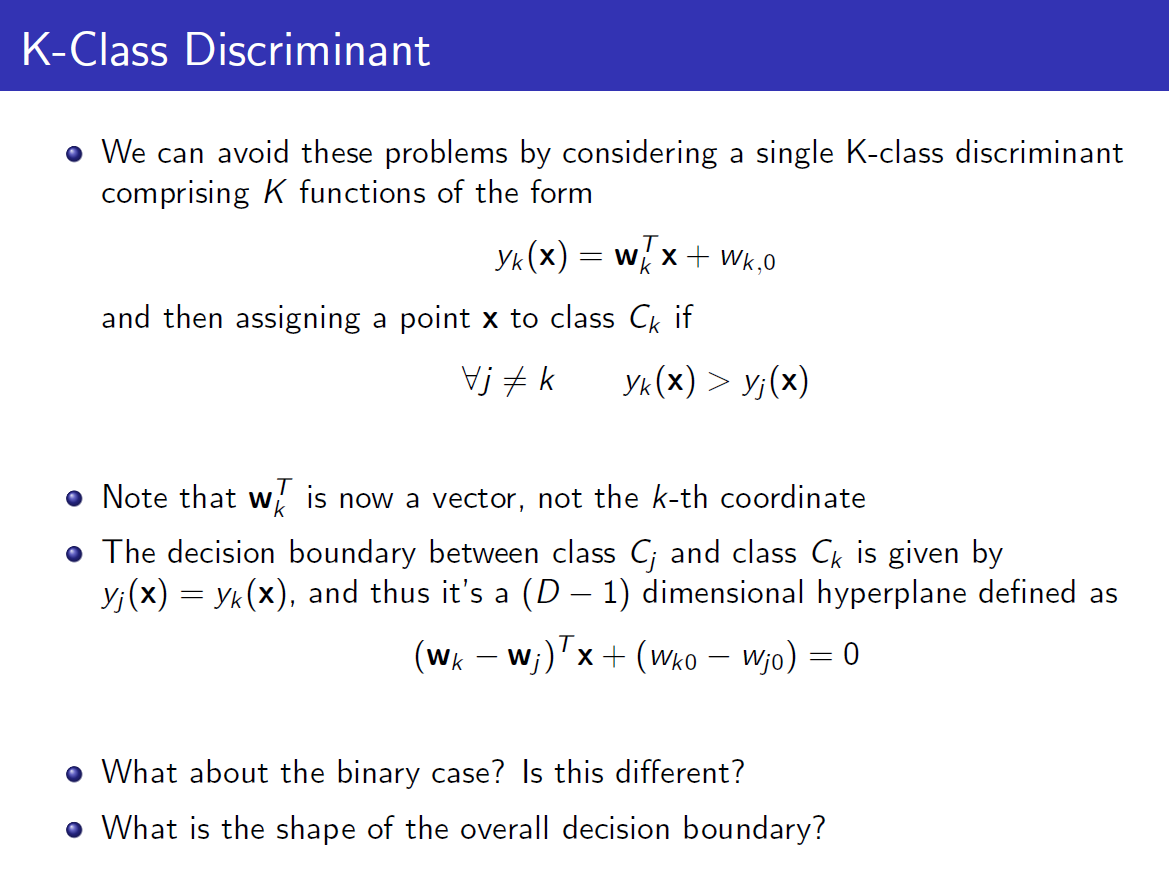 K-Class Discriminant
We can avoid these problems by considering a single K-class discriminant
comprising K functions of the form
y_k(𝐱) = 𝐰_k^T 𝐱 + w_{k,0}
and then assigning a point 𝐱 to class C_k if
∀j ≠ k y_k(𝐱) > y_j(𝐱)
Note that 𝐰_k^T is now a vector, not the k-th coordinate
The decision boundary between class C_j and class C_k is given by
y_j(𝐱) = y_k(𝐱), and thus it's a (D − 1) dimensional hyperplane defined as
(𝐰_k − 𝐰_j)^T 𝐱 + (w_{k0} − w_{j0}) = 0
What about the binary case? Is this different?
What is the shape of the overall decision boundary?